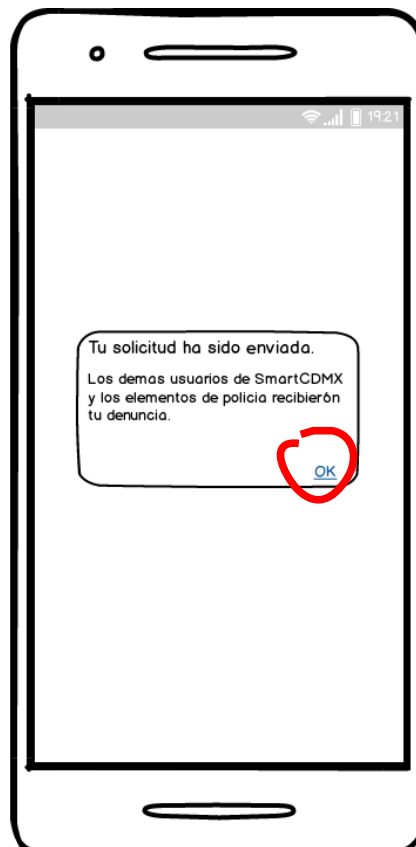 19:21
Tu solicitud ha sido enviada.
Los demas usuarios de SmartCDMX
y los elementos de policia recibierón
tu denuncia.
OK